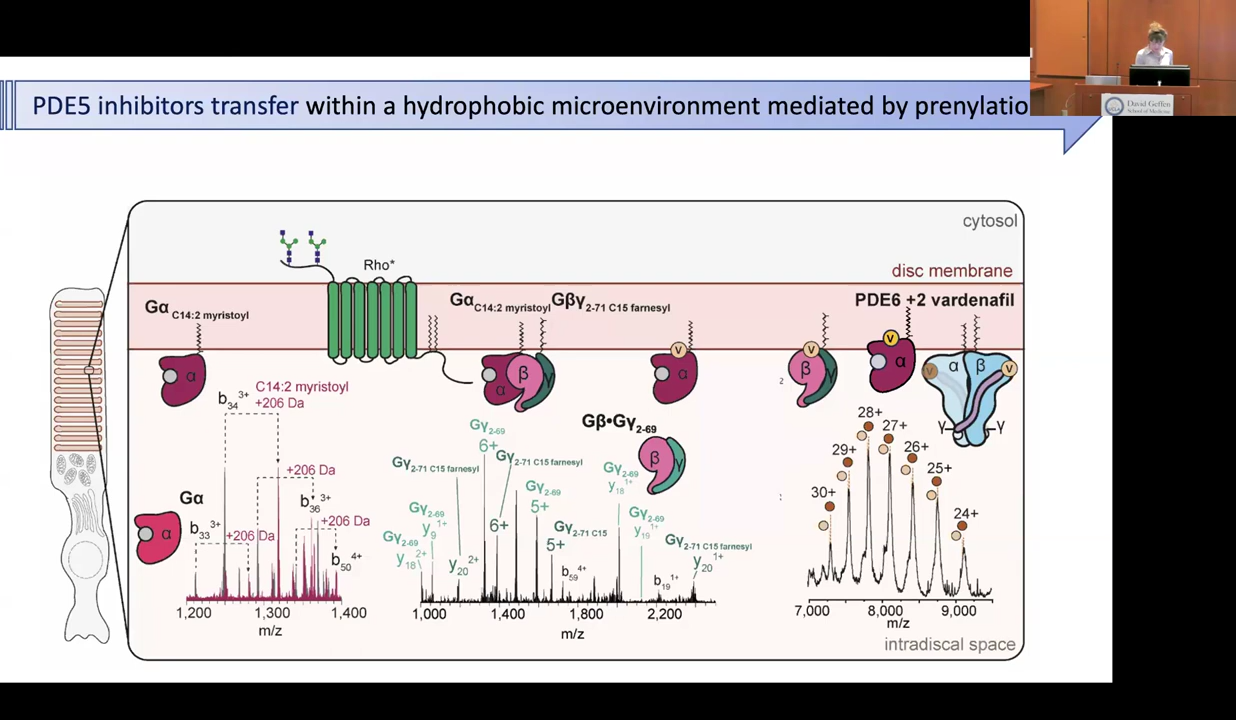 PDE5 inhibitors transfer within a hydrophobic microenvironment mediated by prenylatio
David Geffen
School of Medicine
cytosol
disc membrane
Rho*
Gα C14:2 myristoyl
Gα C14:2 myristoyl Gβγ 2-71 C15 farnesyl
PDE6 +2 vardenafil
V
V
V
V
V
α
α
β
γ
α
β
γ
α
α
β
γ
γ
2
C14:2 myristoyl
b34 3+ +206 Da
+206 Da
b36 3+
+206 Da
Gα
b33 3+
+206 Da
b50 4+
α
1,200 1,300 1,400
m/z
Gβ•Gγ2-69
β γ
Gγ2-69
6+
Gγ2-71 C15 farnesyl
Gγ2-71 C15 farnesyl
6+
Gγ2-69
y18 1+
Gγ2-69
5+
Gγ2-69
y9 1+
Gγ2-69
y18 2+
Gγ2-71 C15
5+
Gγ2-69
y19 1+
Gγ2-71 C15 farnesyl
y20 1+
y20 2+
b59 4+
b19 1+
1,000 1,400 1,800 2,200
m/z
28+
27+
29+
26+
25+
30+
24+
7,000 8,000 9,000
m/z
intradiscal space